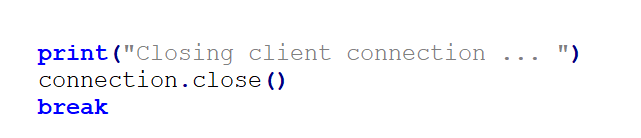 print("Closing client connection ... ")
connection.close()
break